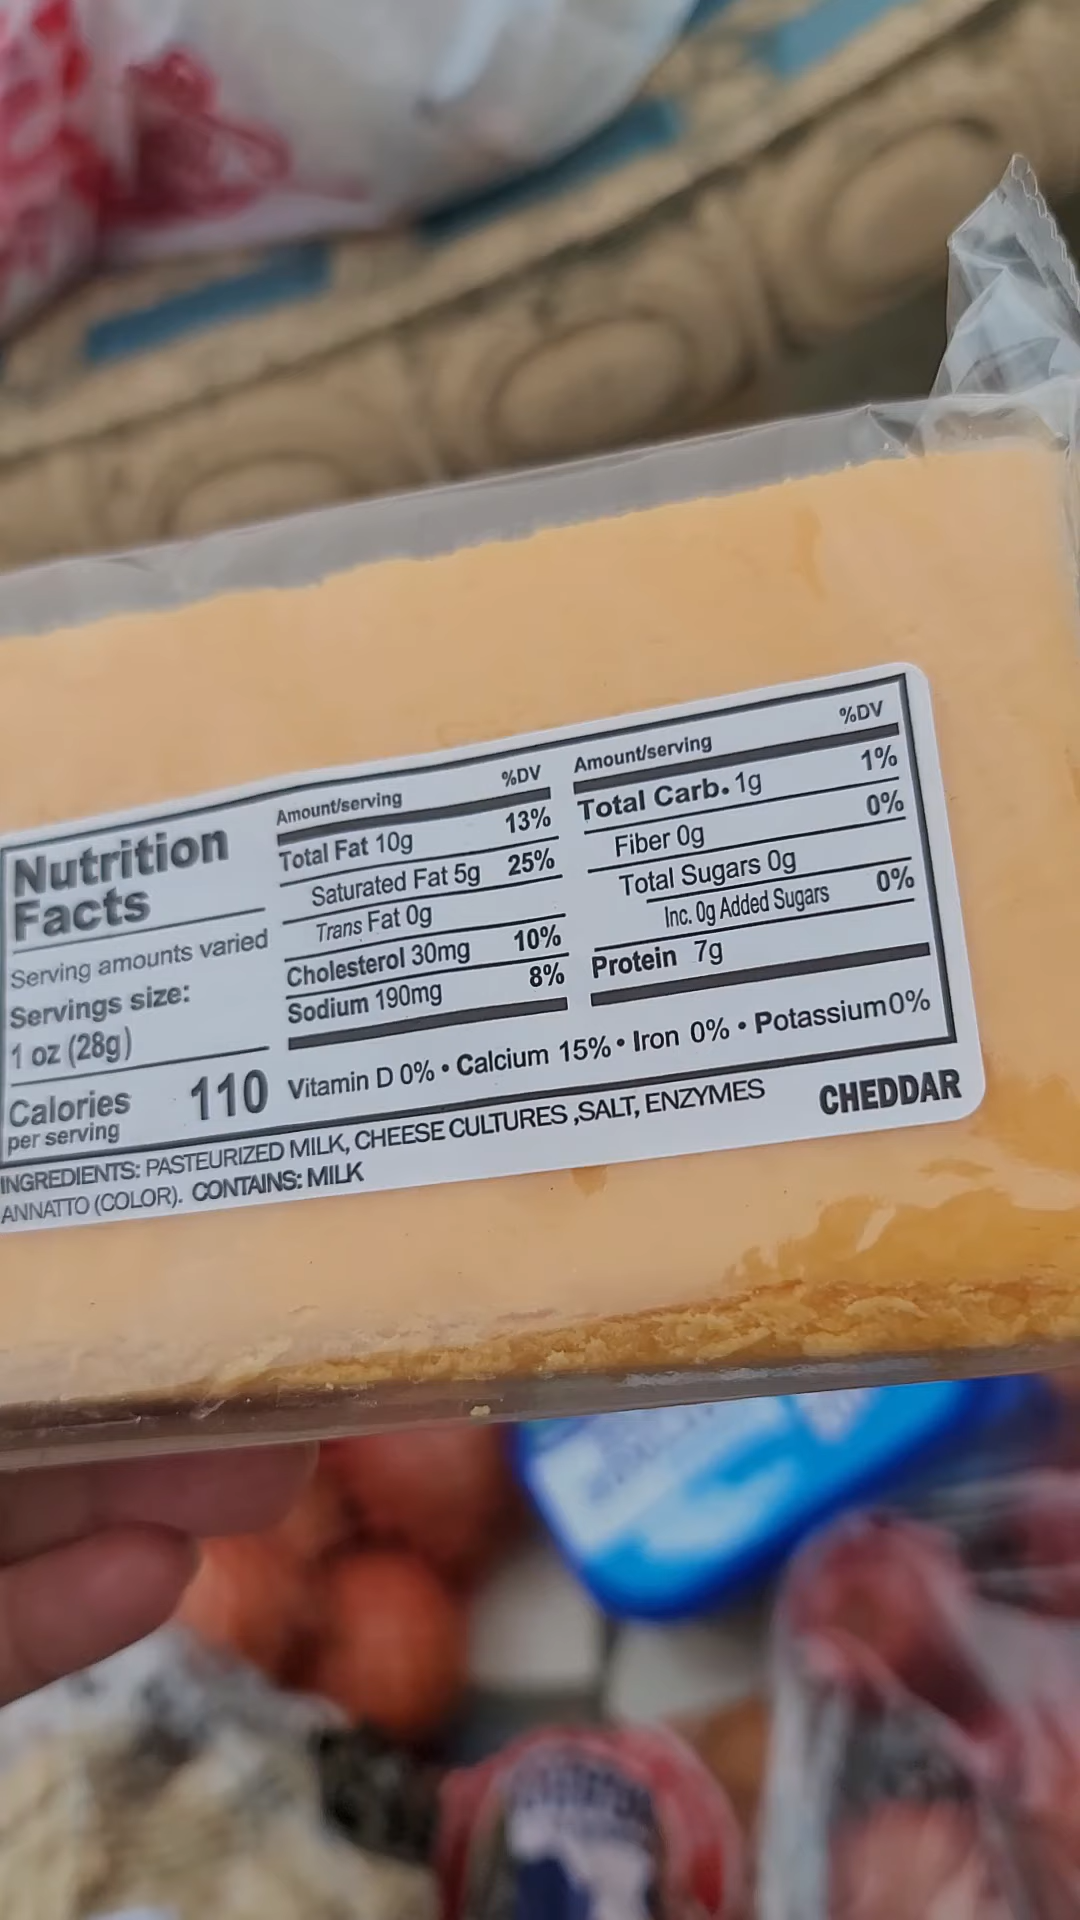 Nutrition
Facts
Serving amounts varied
Servings size:
1 oz (28g)
Calories 110
per serving
Amount/serving %DV
Total Fat 10g 13%
Saturated Fat 5g 25%
Trans Fat 0g
Cholesterol 30mg 10%
Sodium 190mg 8%
Amount/serving %DV
Total Carb. 1g 1%
Fiber 0g 0%
Total Sugars 0g
Inc. 0g Added Sugars 0%
Protein 7g
Vitamin D 0% • Calcium 15% • Iron 0% • Potassium0%
INGREDIENTS: PASTEURIZED MILK, CHEESE CULTURES ,SALT, ENZYMES
ANNATTO (COLOR). CONTAINS: MILK
CHEDDAR